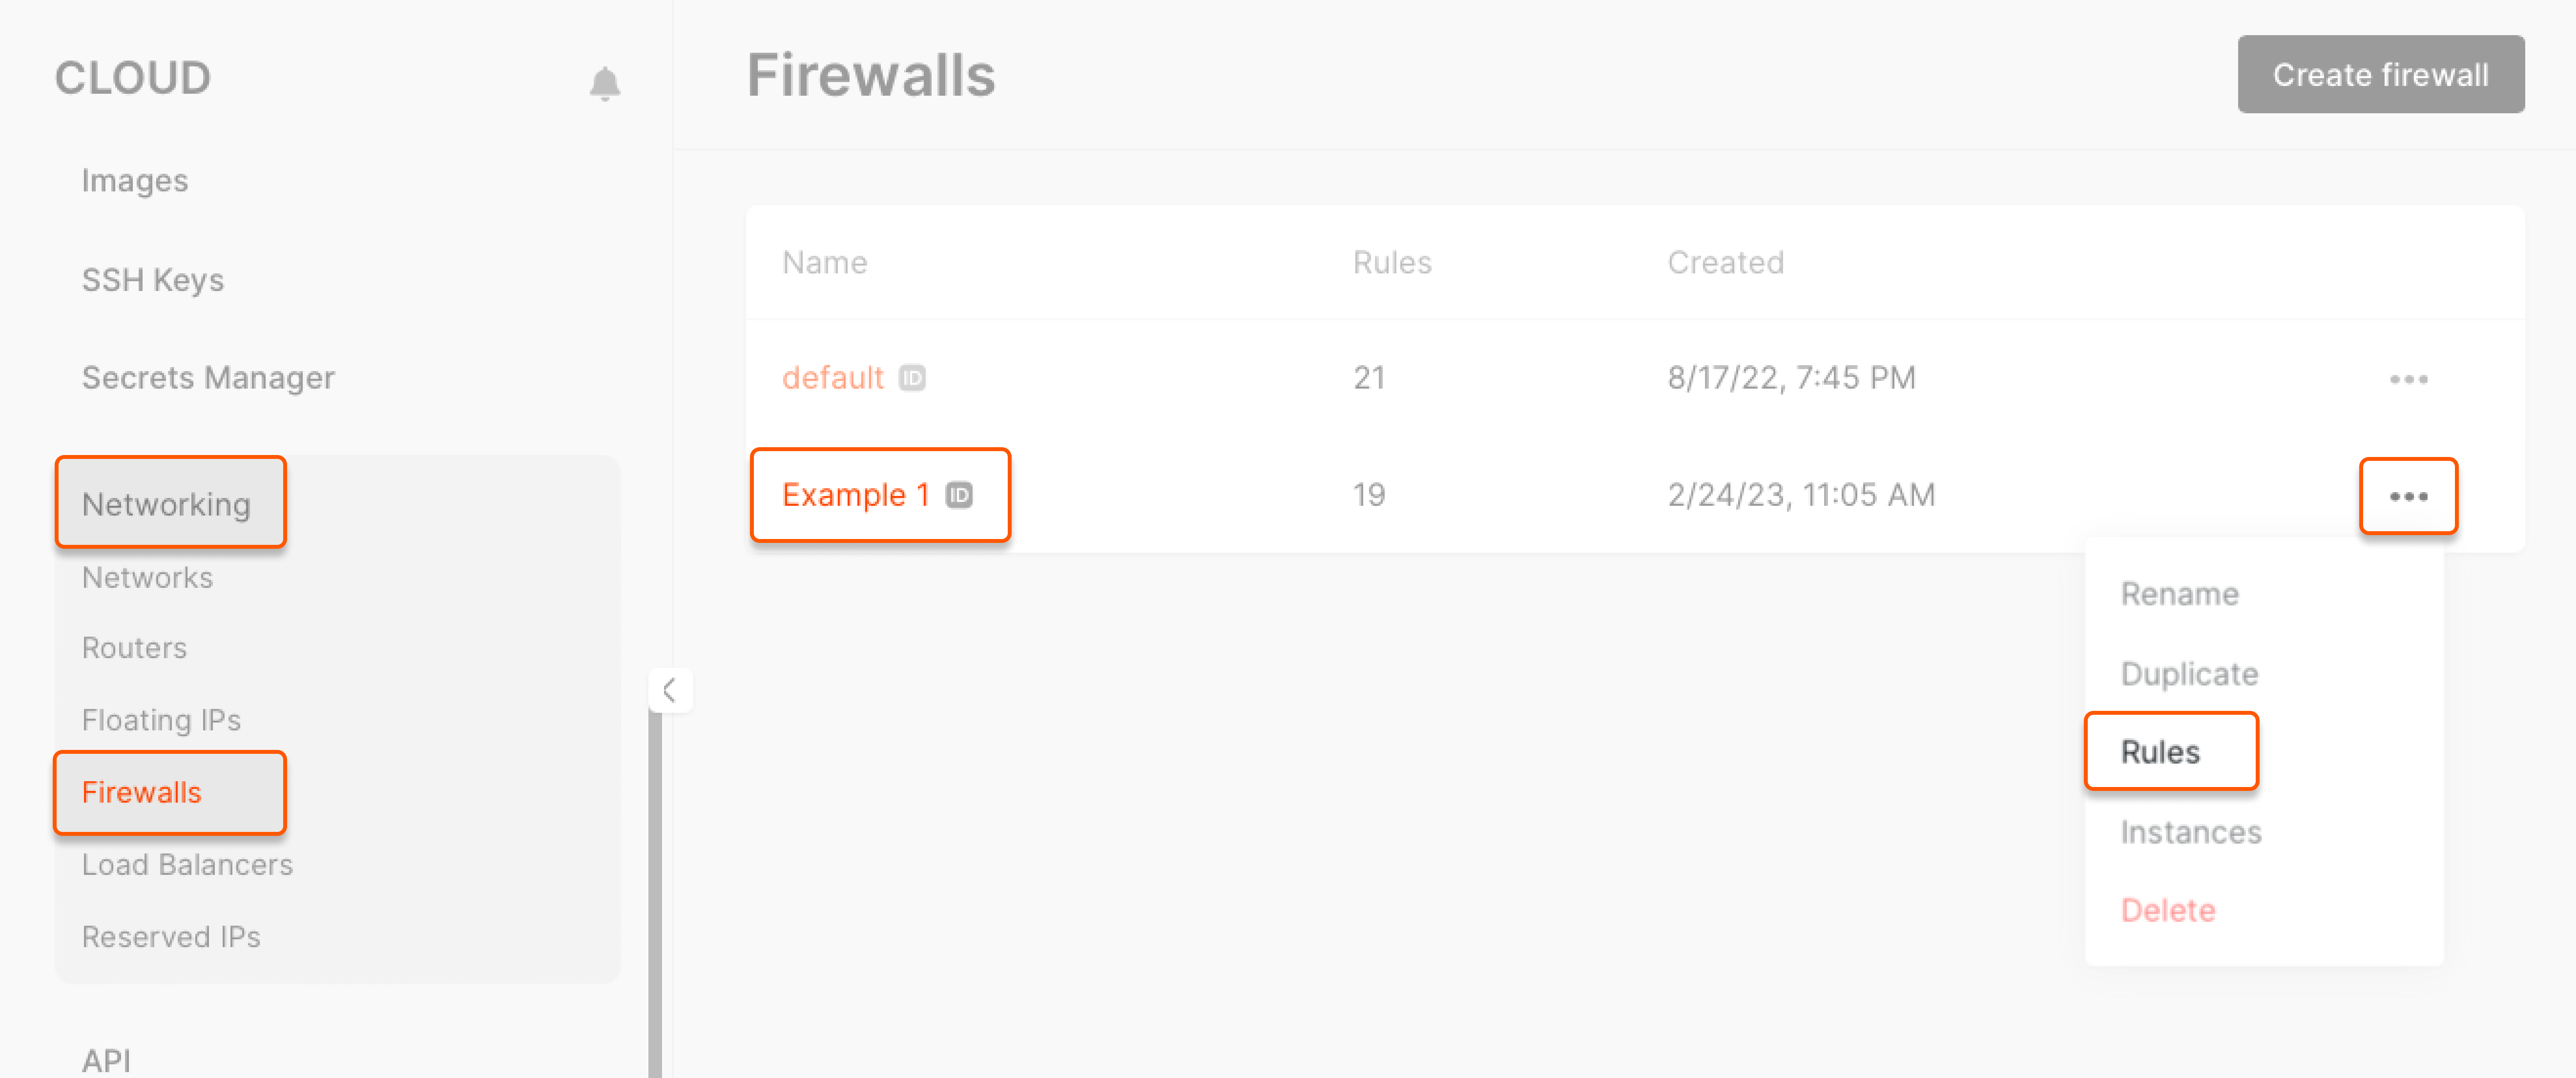 CLOUD
Images
SSH Keys
Secrets Manager
Networking
Networks
Routers
Floating IPs
Firewalls
Load Balancers
Reserved IPs
API
Firewalls
Create firewall
Name Rules Created
default ID 21 8/17/22, 7:45 PM
Example 1 ID 19 2/24/23, 11:05 AM
Rename
Duplicate
Rules
Instances
Delete